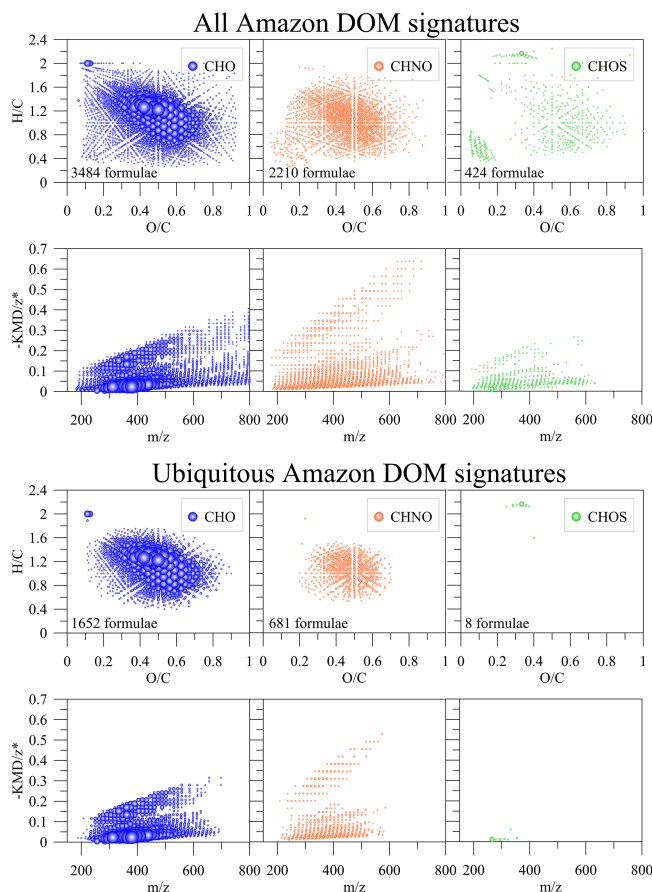 All Amazon DOM signatures
2.4
2
1.6
1.2
0.8
0.4
0
H/C
CHO
CHNO
CHOS
3484 formulae
2210 formulae
424 formulae
0 0.2 0.4 0.6 0.8 0 0.2 0.4 0.6 0.8 0 0.2 0.4 0.6 0.8 1
O/C O/C O/C
0.7
0.6
0.5
0.4
0.3
0.2
0.1
0
-KMD/z*
200 400 600 800 200 400 600 800 200 400 600 800
m/z m/z m/z
Ubiquitous Amazon DOM signatures
2.4
2
1.6
1.2
0.8
0.4
0
H/C
CHO
CHNO
CHOS
1652 formulae
681 formulae
8 formulae
0 0.2 0.4 0.6 0.8 0 0.2 0.4 0.6 0.8 0 0.2 0.4 0.6 0.8 1
O/C O/C O/C
0.7
0.6
0.5
0.4
0.3
0.2
0.1
0
-KMD/z*
200 400 600 800 200 400 600 800 200 400 600 800
m/z m/z m/z